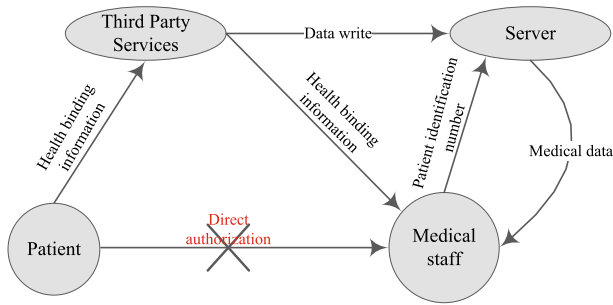 Third Party
Services
Data write
Server
Health binding
information
Health binding
information
Patient identification
number
Medical data
Patient
Direct
authorization
Medical
staff